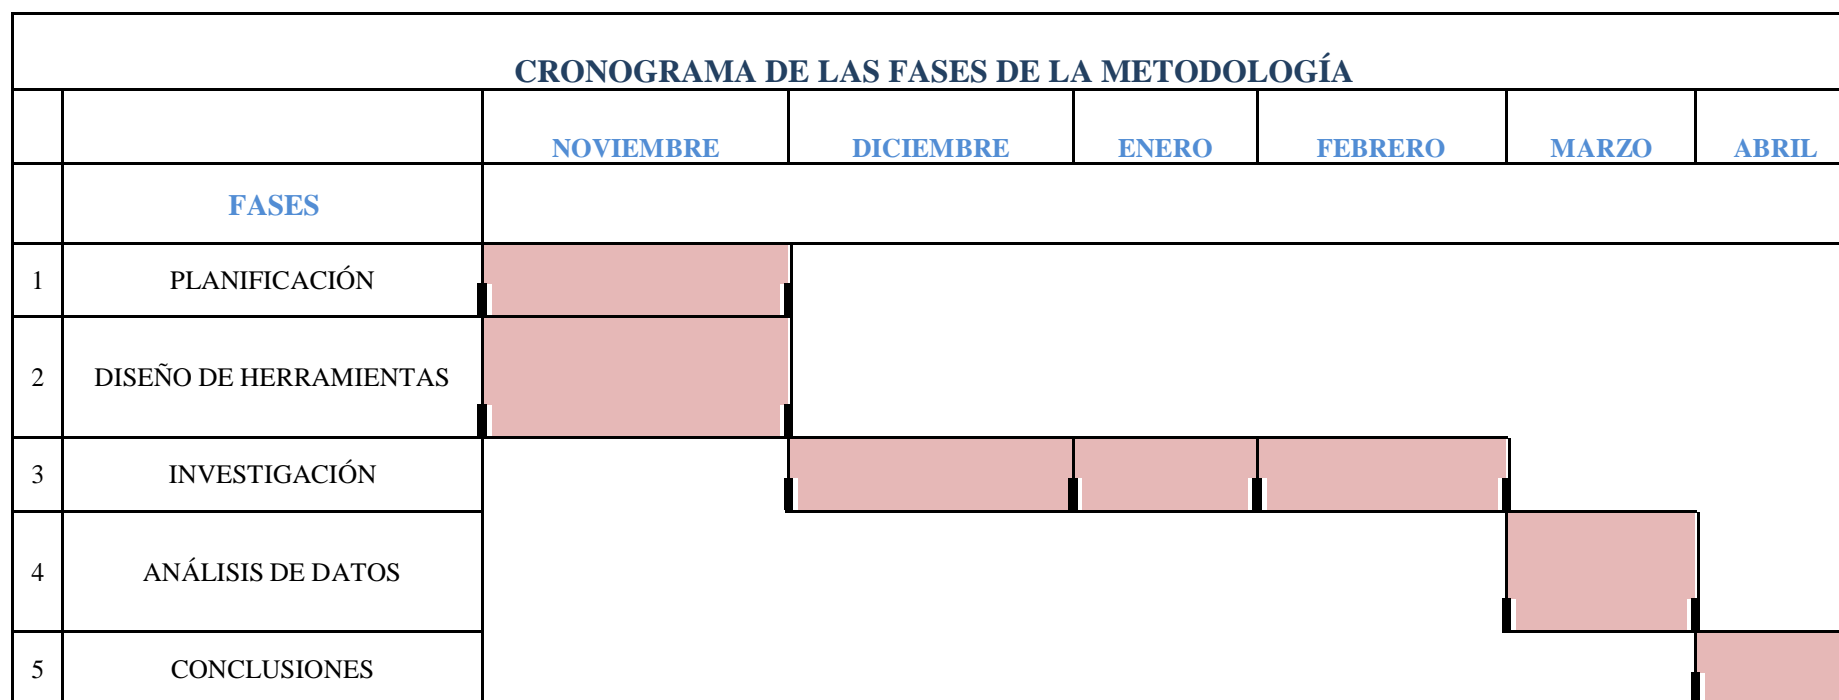 CRONOGRAMA DE LAS FASES DE LA METODOLOGÍA
NOVIEMBRE DICIEMBRE ENERO FEBRERO MARZO ABRIL
FASES
1 PLANIFICACIÓN
2 DISEÑO DE HERRAMIENTAS
3 INVESTIGACIÓN
4 ANÁLISIS DE DATOS
5 CONCLUSIONES